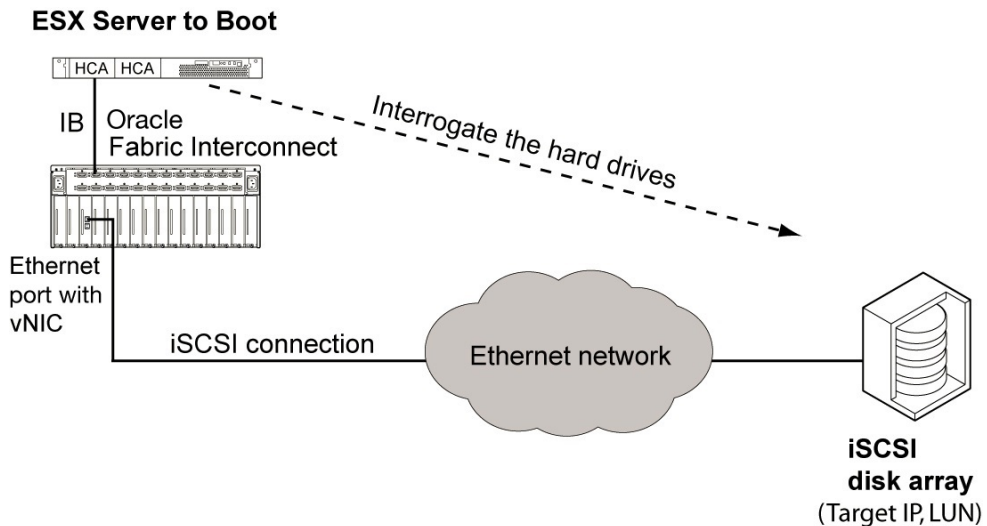 ESX Server to Boot
HCA HCA
IB
Oracle
Fabric Interconnect
Interrogate the hard drives
Ethernet
port with
vNIC
iSCSI connection
Ethernet network
iSCSI
disk array
(Target IP, LUN)